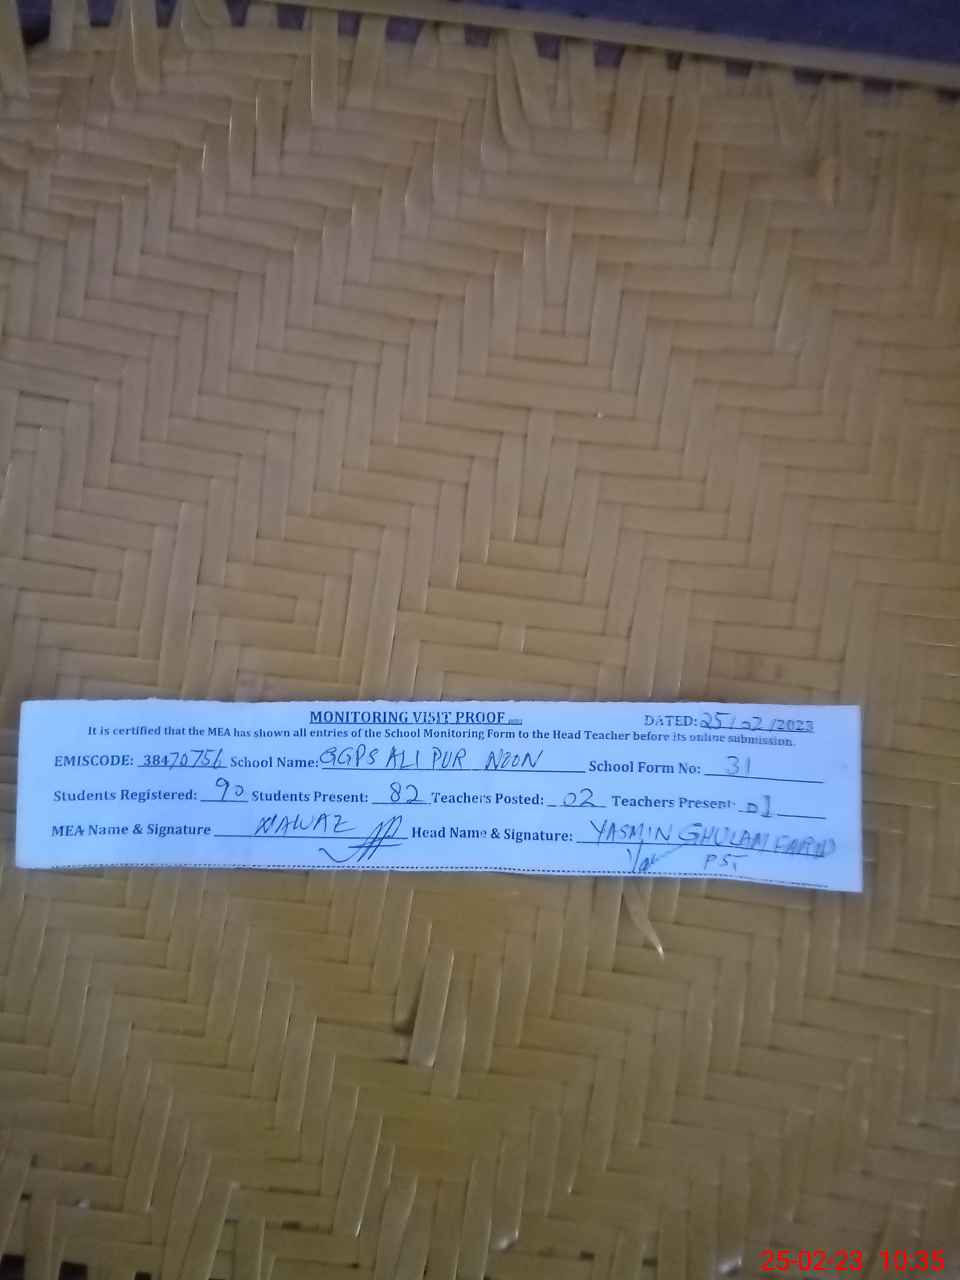 MONITORING VISIT PROOF
DATED: 25/02/2023
It is certified that the MEA has shown all entries of the School Monitoring Form to the Head Teacher before its online submission.
EMISCODE: 38470756 School Name: GGPS ALI PUR NOON School Form No: 31
Students Registered: 90 Students Present: 82 Teachers Posted: 02 Teachers Present: 01
MEA Name & Signature NAWAZ Head Name & Signature: YASMIN GHULAM FARID
PST
25-02-23 10:35